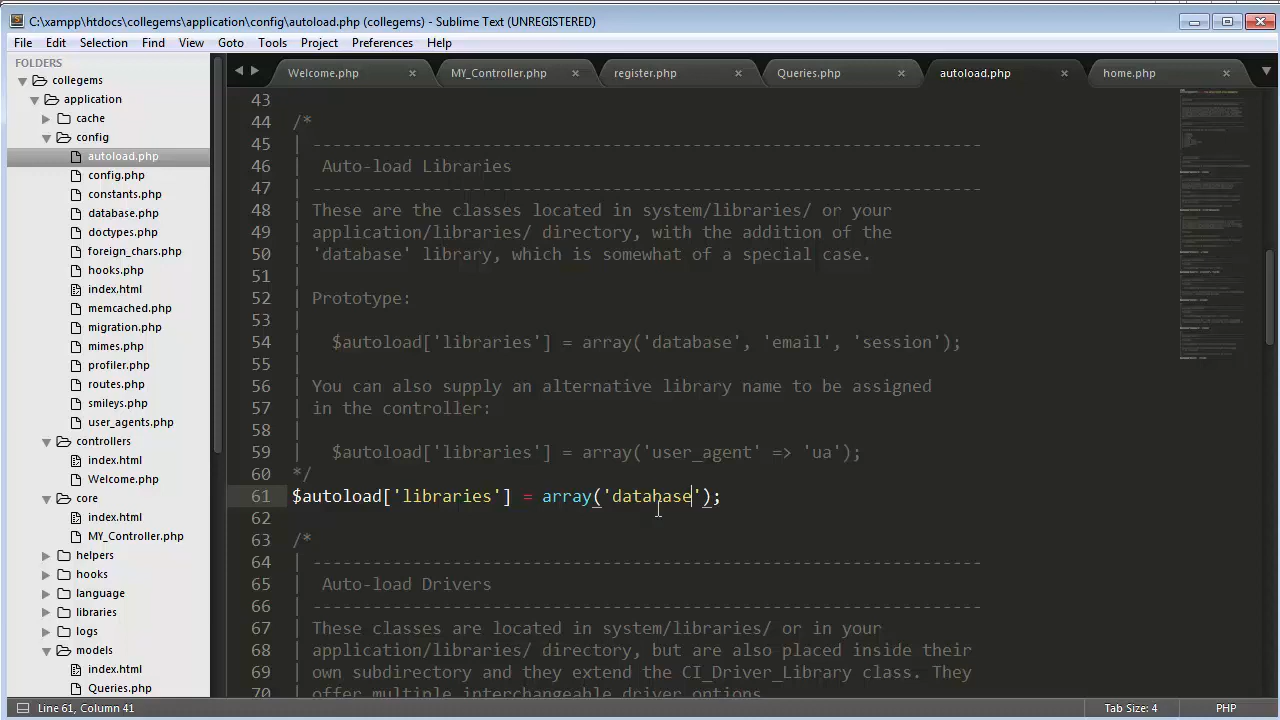 C:\xampp\htdocs\collegems\application\config\autoload.php (collegems) - Sublime Text (UNREGISTERED)
File Edit Selection Find View Goto Tools Project Preferences Help
FOLDERS
collegems
application
cache
config
autoload.php
config.php
constants.php
database.php
doctypes.php
foreign_chars.php
hooks.php
index.html
memcached.php
migration.php
mimes.php
profiler.php
routes.php
smileys.php
user_agents.php
controllers
index.html
Welcome.php
core
index.html
MY_Controller.php
helpers
hooks
language
libraries
logs
models
index.html
Queries.php
Welcome.php MY_Controller.php register.php Queries.php autoload.php home.php
43
44 /*
45 | -------------------------------------------------------------------
46 | Auto-load Libraries
47 | -------------------------------------------------------------------
48 | These are the classes located in system/libraries/ or your
49 | application/libraries/ directory, with the addition of the
50 | 'database' library, which is somewhat of a special case.
51 |
52 | Prototype:
53 |
54 | $autoload['libraries'] = array('database', 'email', 'session');
55 |
56 | You can also supply an alternative library name to be assigned
57 | in the controller:
58 |
59 | $autoload['libraries'] = array('user_agent' => 'ua');
60 */
61 $autoload['libraries'] = array('database');
62
63 /*
64 | -------------------------------------------------------------------
65 | Auto-load Drivers
66 | -------------------------------------------------------------------
67 | These classes are located in system/libraries/ or in your
68 | application/libraries/ directory, but are also placed inside their
69 | own subdirectory and they extend the CI_Driver_Library class. They
70 | offer multiple interchangeable driver options.
Line 61, Column 41 Tab Size: 4 PHP